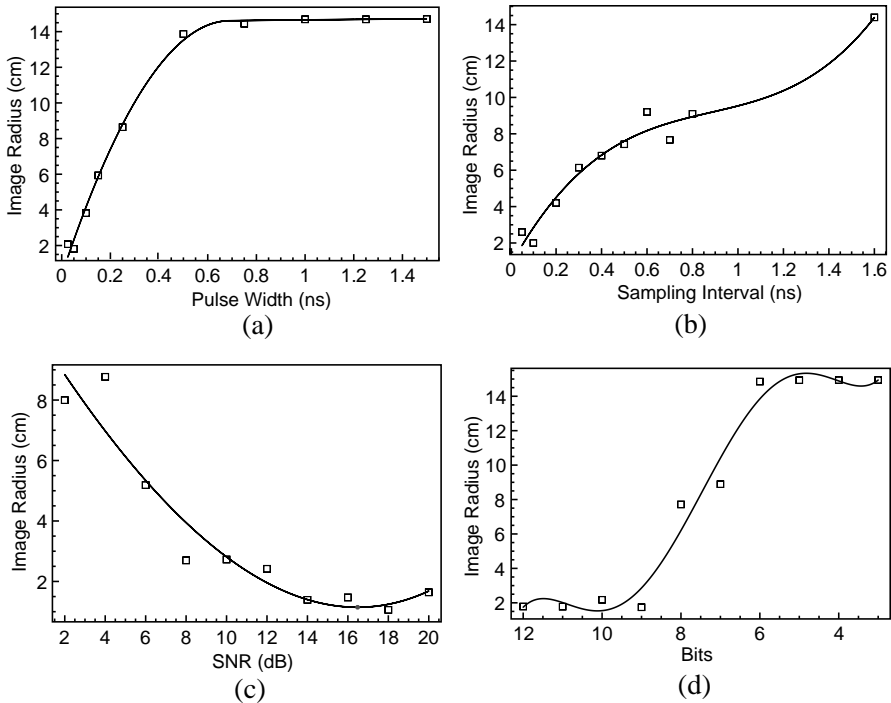 Image Radius (cm)
14
12
10
8
6
4
2
0 0.2 0.4 0.6 0.8 1 1.2 1.4
Pulse Width (ns)
(a)
Image Radius (cm)
14
12
10
8
6
4
2
0 0.2 0.4 0.6 0.8 1 1.2 1.4 1.6
Sampling Interval (ns)
(b)
Image Radius (cm)
8
6
4
2
2 4 6 8 10 12 14 16 18 20
SNR (dB)
(c)
Image Radius (cm)
14
12
10
8
6
4
2
12 10 8 6 4
Bits
(d)